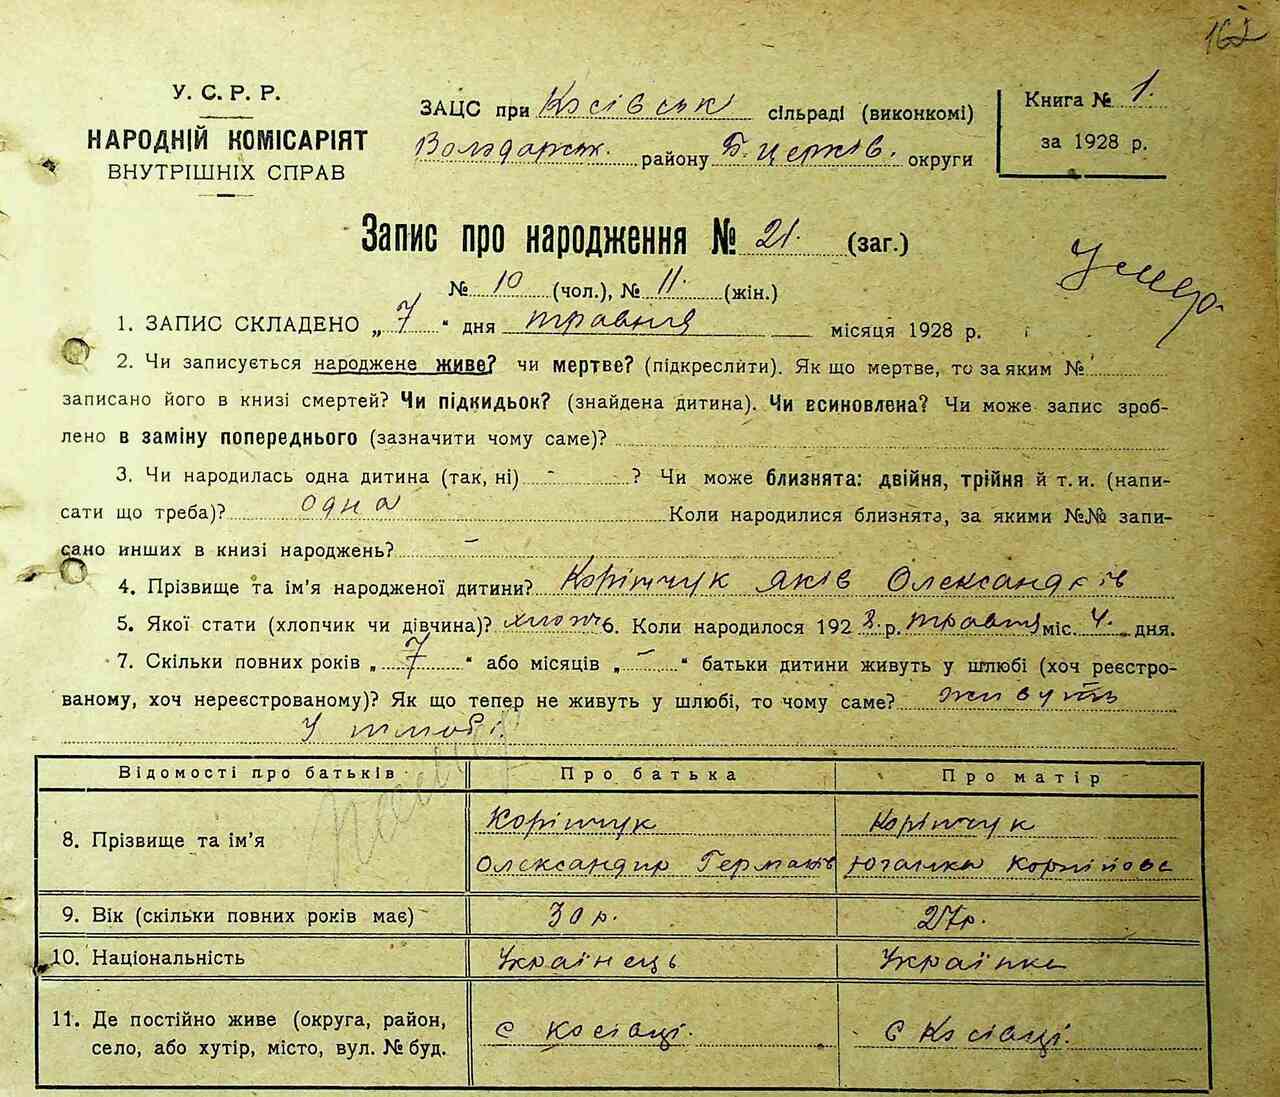 162
У. С. Р. Р.
НАРОДНІЙ КОМІСАРІЯТ
ВНУТРІШНІХ СПРАВ
ЗАЦС при Косівськ сільраді (виконкомі)
Володарськ. району Б. церків. округи
Книга № 1.
за 1928 р.
Запис про народження № 21. (заг.)
№ 10 (чол.), № 11. (жін.)
1. ЗАПИС СКЛАДЕНО „ 7 " дня травня місяця 1928 р.
2. Чи записується народжене живе? чи мертве? (підкреслити). Як що мертве, то за яким №
записано його в книзі смертей? Чи підкидьок? (знайдена дитина). Чи всиновлена? Чи може запис зроб-
лено в заміну попереднього (зазначити чому саме)?
3. Чи народилась одна дитина (так, ні) - ? Чи може близнята: двійня, трійня й т. и. (напи-
сати що треба)? одна Коли народилися близнята, за якими №№ запи-
сано инших в книзі народжень? -
4. Прізвище та ім'я народженої дитини? Корінчук Яків Олександрів
5. Якої статі (хлопчик чи дівчина)? хлопч 6. Коли народилося 192 8 р. травня міс. 4. дня.
7. Скільки повних років „ 7 " або місяців „ - " батьки дитини живуть у шлюбі (хоч реєстро-
ваному, хоч нереєстрованому)? Як що тепер не живуть у шлюбі, то чому саме? живуть
у шлюбі.
Відомості про батьків Про батька Про матір
8. Прізвище та ім'я Корінчук Корінчук
Олександир Германів Югалка Корнійова
9. Вік (скільки повних років має) 30 р. 27 р.
10. Національність Українець Українка
11. Де постійно живе (округа, район, с Косівці. с Косівці.
село, або хутір, місто, вул. № буд.